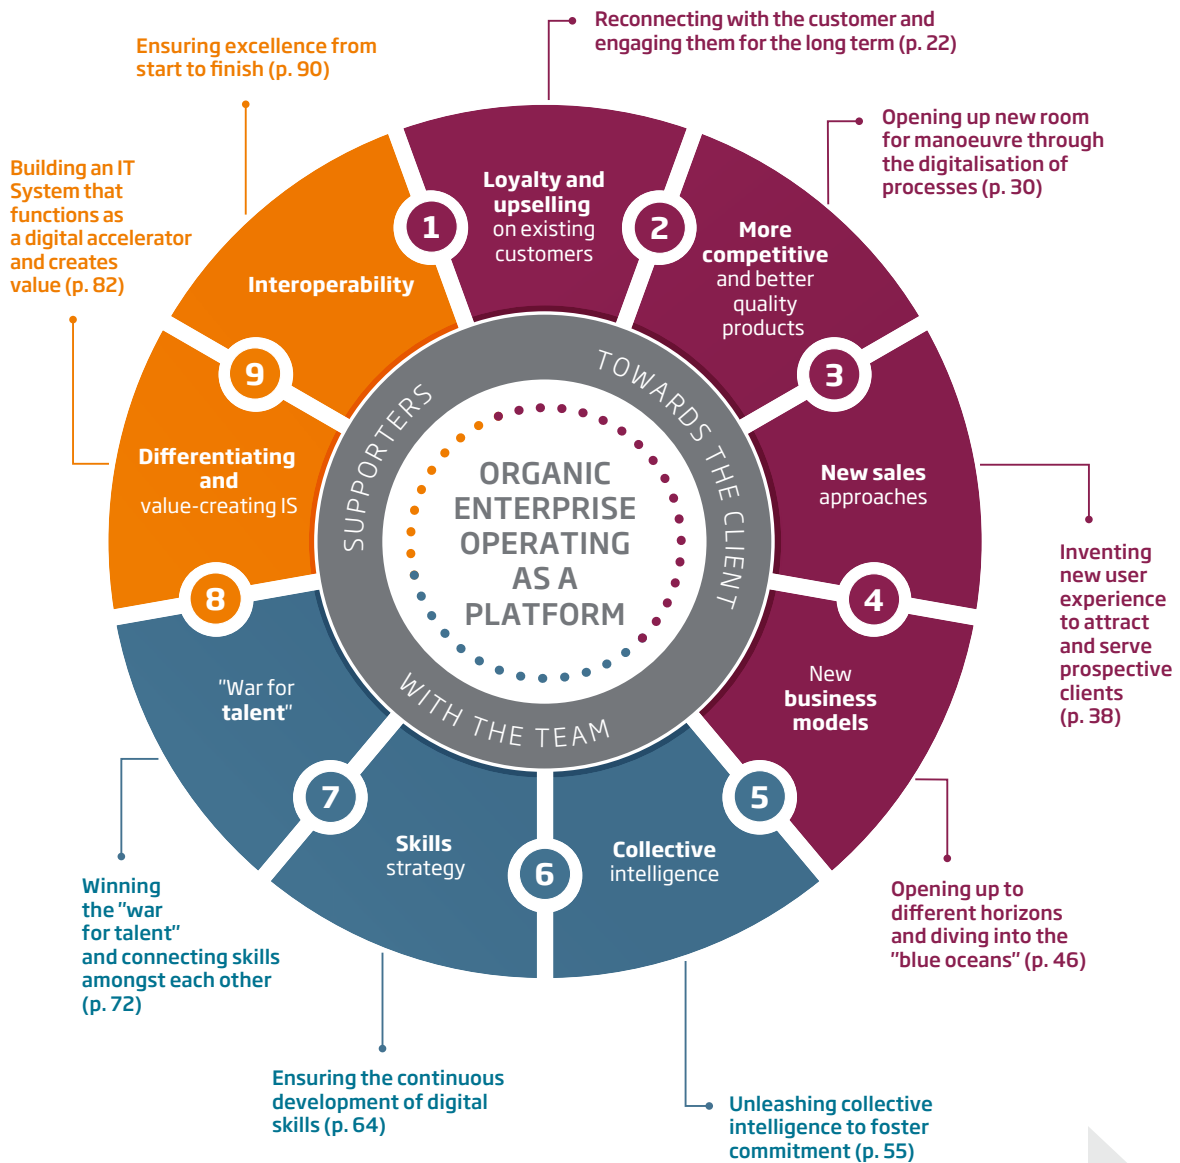 Reconnecting with the customer and
engaging them for the long term (p. 22)
Ensuring excellence from
start to finish (p. 90)
Opening up new room
for manoeuvre through
the digitalisation of
processes (p. 30)
Building an IT
System that
functions as
a digital accelerator
and creates
value (p. 82)
1
Loyalty and
upselling
on existing
customers
2
More
competitive
and better
quality
products
3
New sales
approaches
Inventing
new user
experience
to attract
and serve
prospective
clients
(p. 38)
4
New
business
models
Opening up to
different horizons
and diving into the
"blue oceans" (p. 46)
5
Collective
intelligence
Unleashing collective
intelligence to foster
commitment (p. 55)
6
Skills
strategy
Ensuring the continuous
development of digital
skills (p. 64)
7
"War for
talent"
Winning
the "war
for talent"
and connecting skills
amongst each other
(p. 72)
8
Differentiating
and
value-creating IS
9
Interoperability
SUPPORTERS
TOWARDS THE CLIENT
WITH THE TEAM
ORGANIC
ENTERPRISE
OPERATING
AS A
PLATFORM